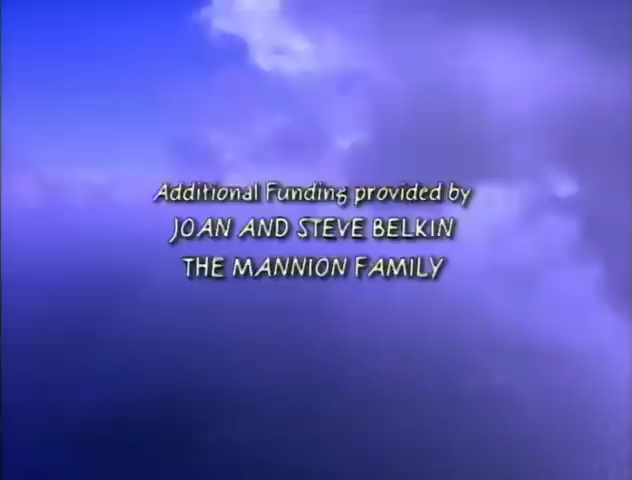 Additional Funding provided by
JOAN AND STEVE BELKIN
THE MANNION FAMILY